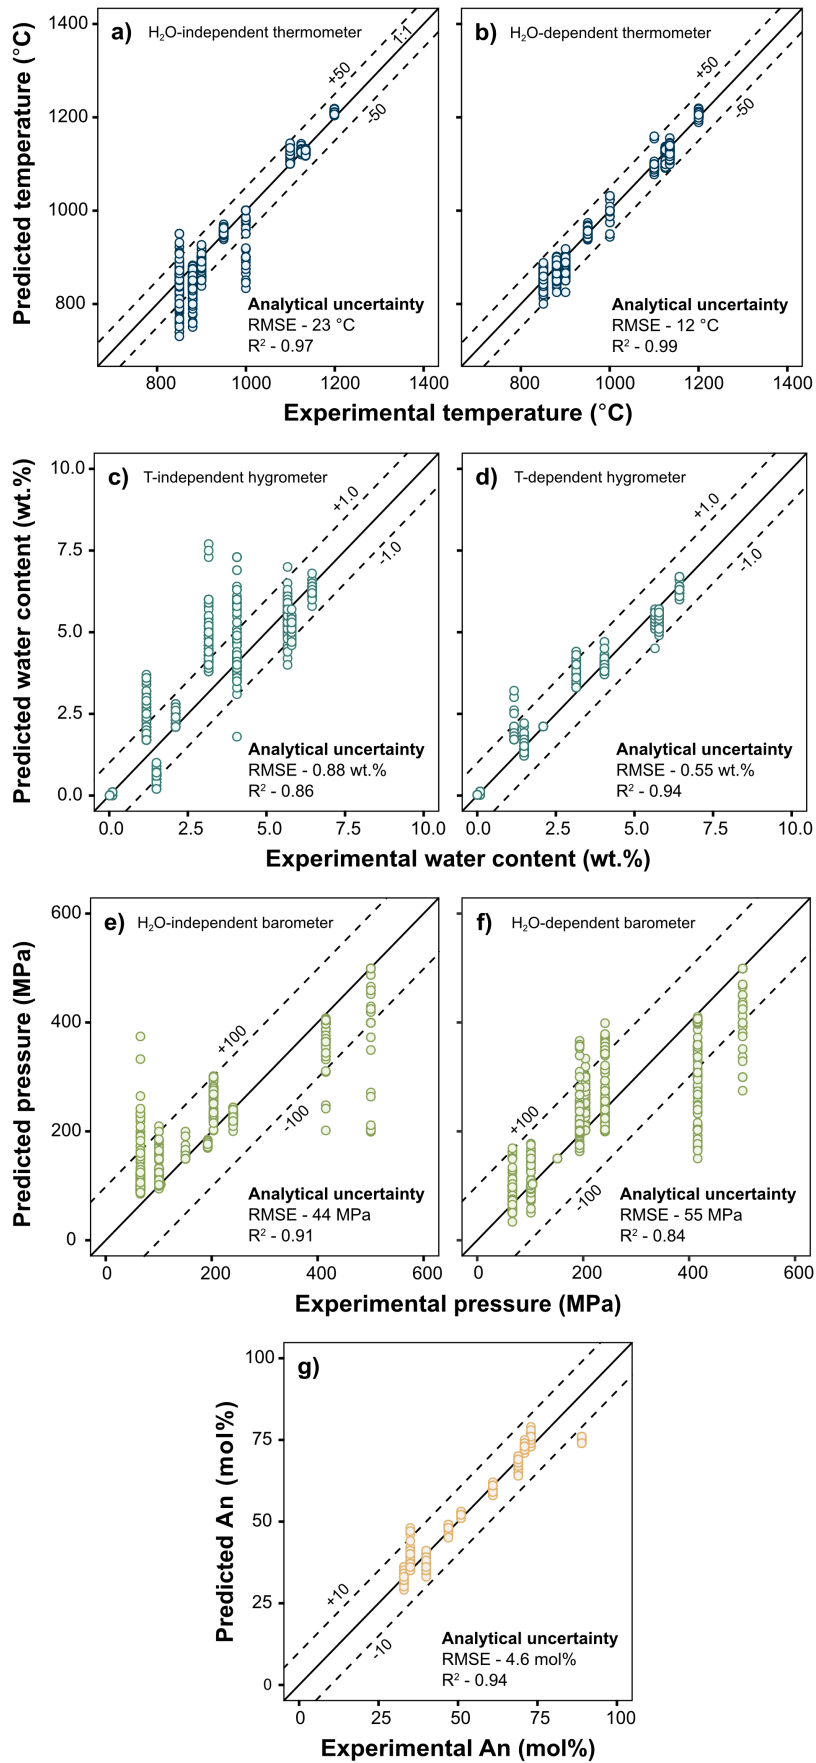 Predicted temperature (°C)
1400
1200
1000
800
a) H₂O-independent thermometer
1:1
+50
-50
Analytical uncertainty
RMSE - 23 °C
R² - 0.97
800 1000 1200 1400
b) H₂O-dependent thermometer
+50
-50
Analytical uncertainty
RMSE - 12 °C
R² - 0.99
800 1000 1200 1400
Experimental temperature (°C)
Predicted water content (wt.%)
10.0
7.5
5.0
2.5
0.0
c) T-independent hygrometer
+1.0
-1.0
Analytical uncertainty
RMSE - 0.88 wt.%
R² - 0.86
0.0 2.5 5.0 7.5 10.0
d) T-dependent hygrometer
+1.0
-1.0
Analytical uncertainty
RMSE - 0.55 wt.%
R² - 0.94
0.0 2.5 5.0 7.5 10.0
Experimental water content (wt.%)
Predicted pressure (MPa)
600
400
200
0
e) H₂O-independent barometer
+100
-100
Analytical uncertainty
RMSE - 44 MPa
R² - 0.91
0 200 400 600
f) H₂O-dependent barometer
+100
-100
Analytical uncertainty
RMSE - 55 MPa
R² - 0.84
0 200 400 600
Experimental pressure (MPa)
Predicted An (mol%)
100
75
50
25
0
g)
+10
-10
Analytical uncertainty
RMSE - 4.6 mol%
R² - 0.94
0 25 50 75 100
Experimental An (mol%)